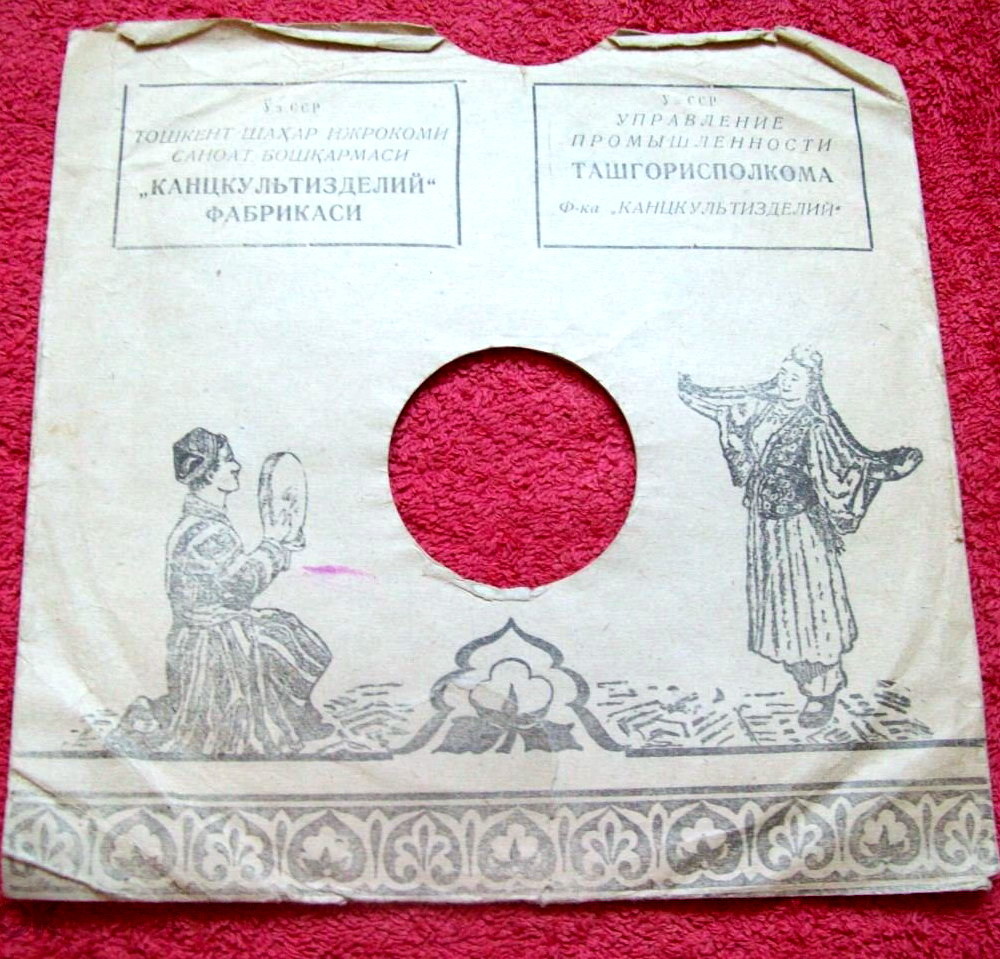 Ўз ССР
ТОШКЕНТ ШАҲАР ИЖРОКОМИ
САНОАТ БОШҚАРМАСИ
„КАНЦКУЛЬТИЗДЕЛИЙ“
ФАБРИКАСИ
Уз ССР
УПРАВЛЕНИЕ
ПРОМЫШЛЕННОСТИ
ТАШГОРИСПОЛКОМА
Ф-ка „КАНЦКУЛЬТИЗДЕЛИЙ“